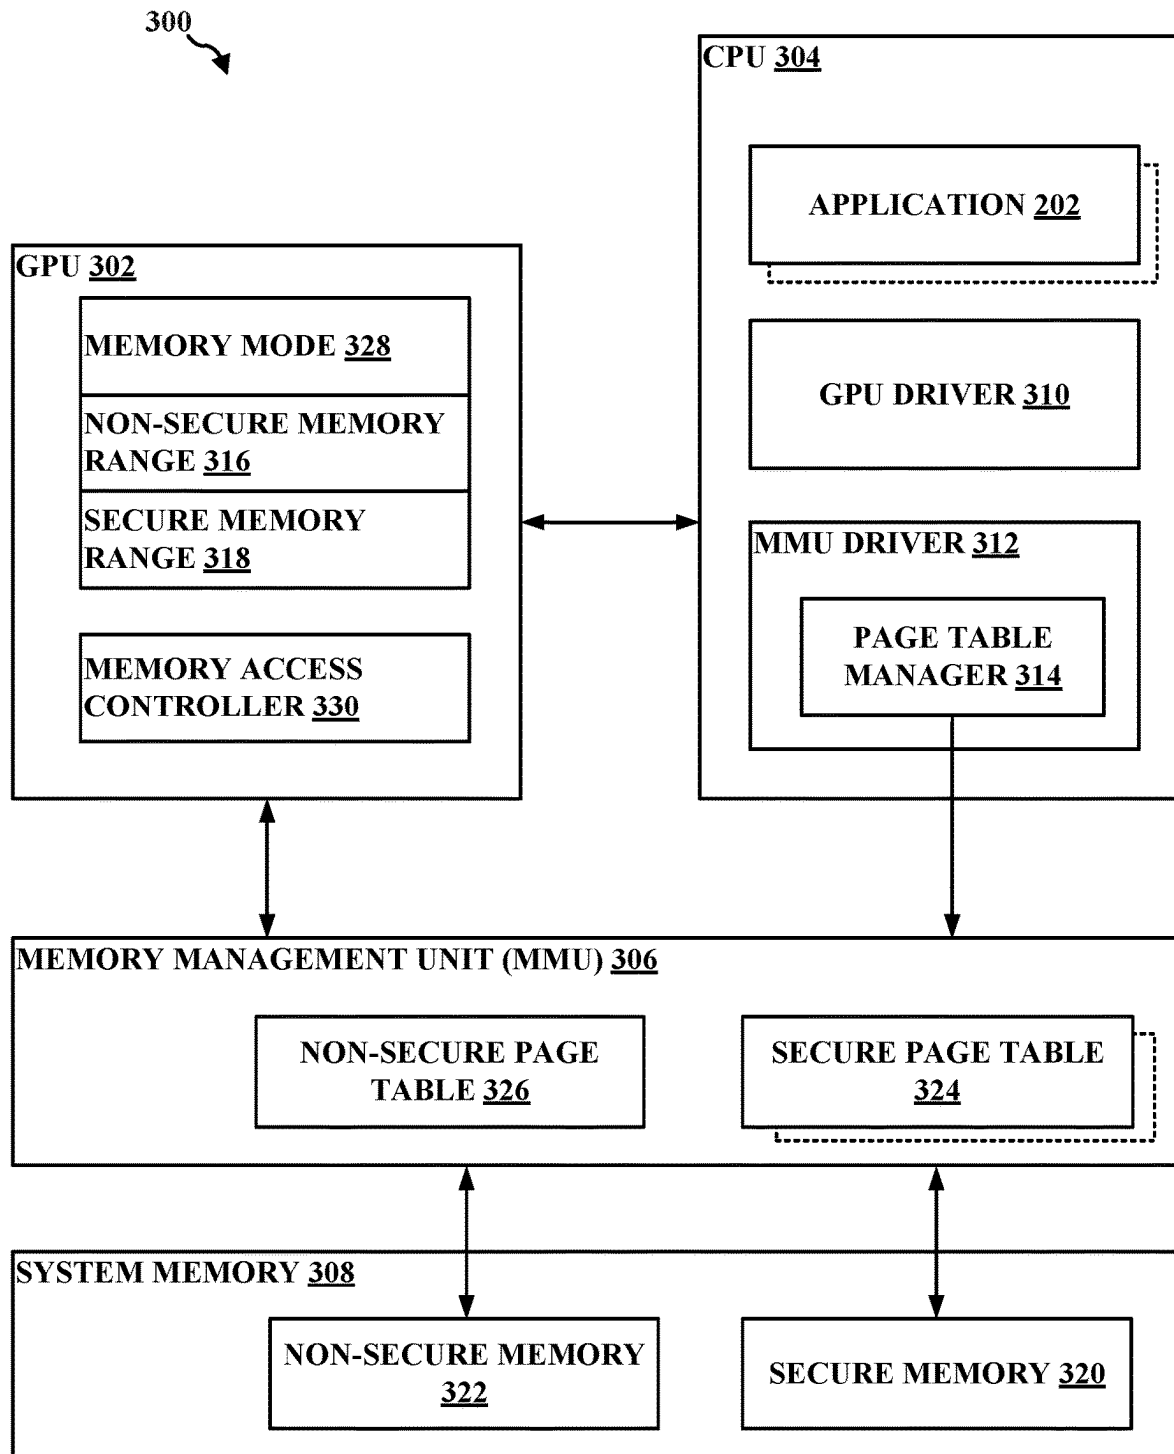 300
CPU 304
APPLICATION 202
GPU 302
MEMORY MODE 328
NON-SECURE MEMORY
RANGE 316
SECURE MEMORY
RANGE 318
MEMORY ACCESS
CONTROLLER 330
GPU DRIVER 310
MMU DRIVER 312
PAGE TABLE
MANAGER 314
MEMORY MANAGEMENT UNIT (MMU) 306
NON-SECURE PAGE
TABLE 326
SECURE PAGE TABLE
324
SYSTEM MEMORY 308
NON-SECURE MEMORY
322
SECURE MEMORY 320